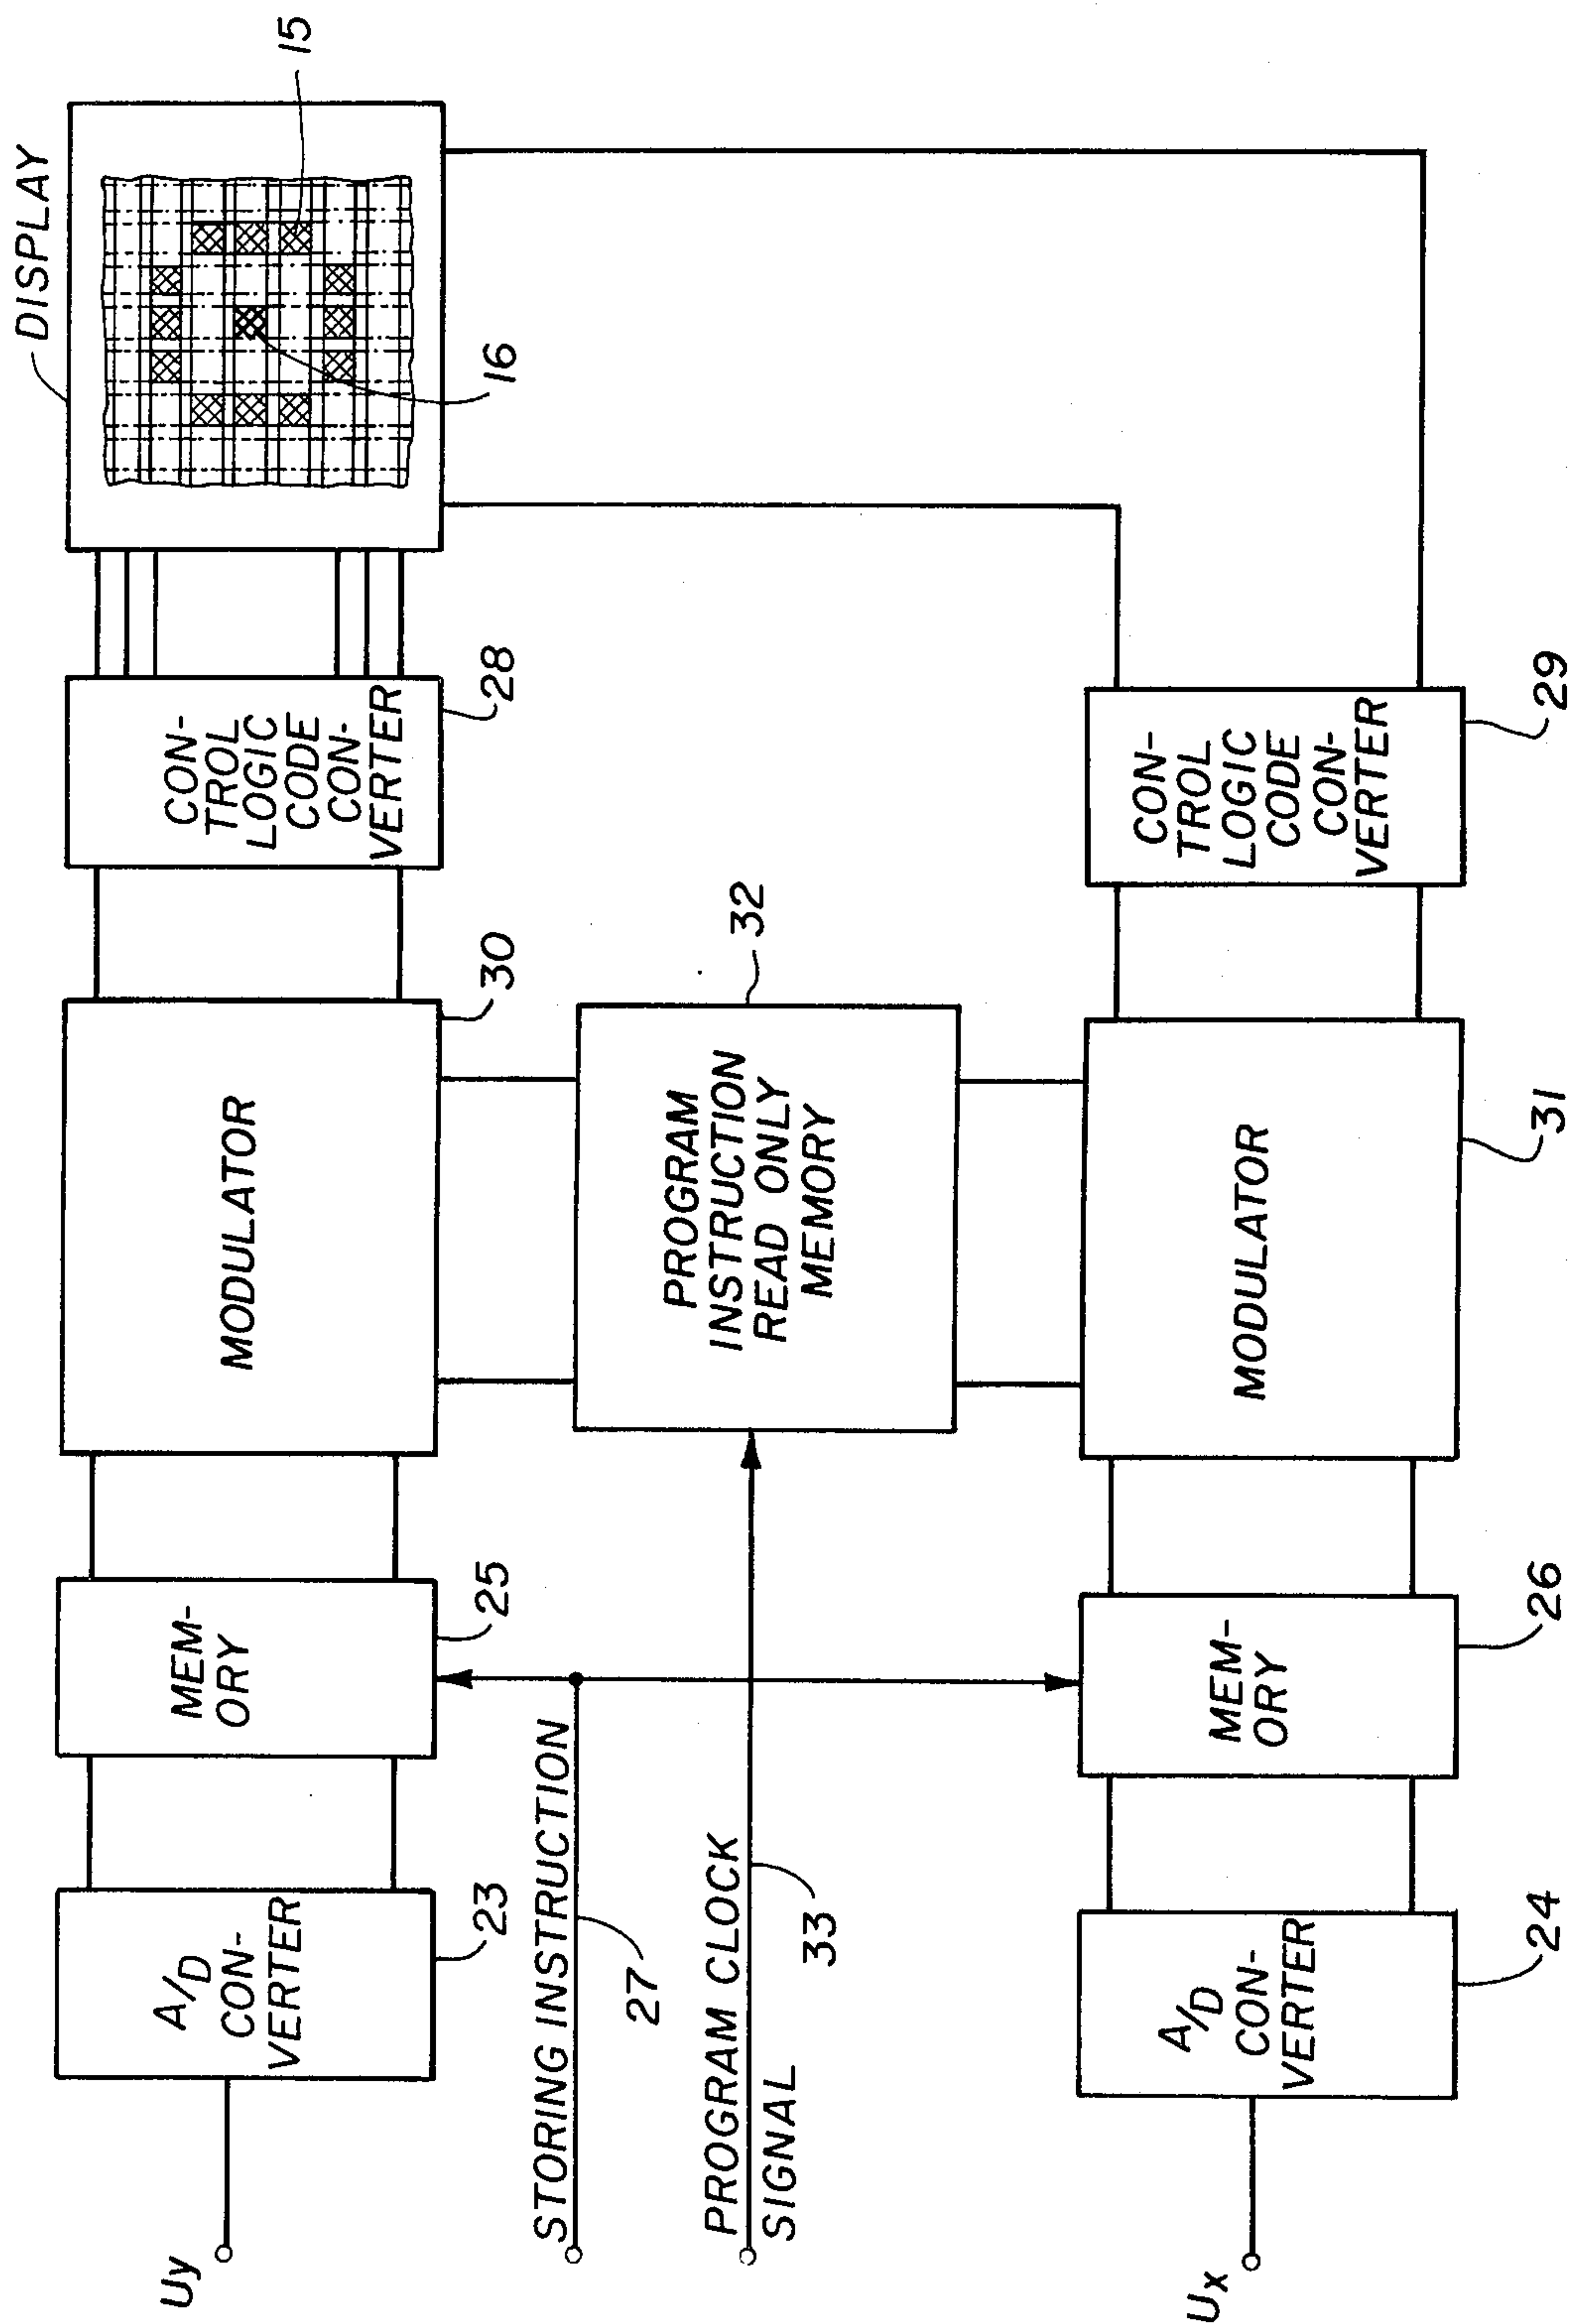 Uy
A/D
CON-
VERTER
23
MEM-
ORY
25
MODULATOR
30
CON-
TROL
LOGIC
CODE
CON-
VERTER
28
DISPLAY
15
16
STORING INSTRUCTION
27
PROGRAM CLOCK
SIGNAL
33
PROGRAM
INSTRUCTION
READ ONLY
MEMORY
32
Ux
A/D
CON-
VERTER
24
MEM-
ORY
26
MODULATOR
31
CON-
TROL
LOGIC
CODE
CON-
VERTER
29